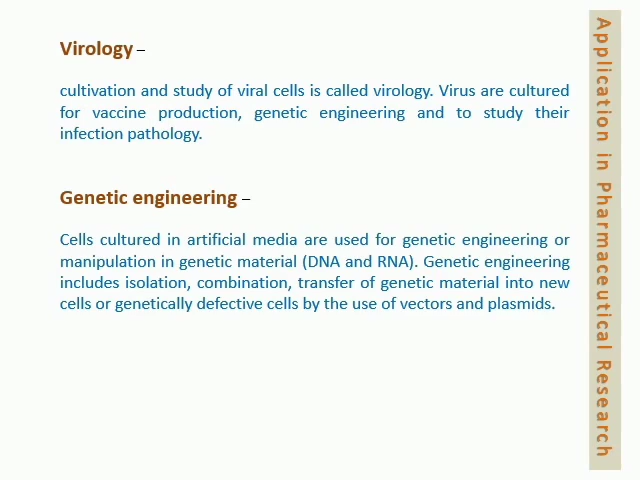 Virology –
cultivation and study of viral cells is called virology. Virus are cultured
for vaccine production, genetic engineering and to study their
infection pathology.
Genetic engineering –
Cells cultured in artificial media are used for genetic engineering or
manipulation in genetic material (DNA and RNA). Genetic engineering
includes isolation, combination, transfer of genetic material into new
cells or genetically defective cells by the use of vectors and plasmids.
Application in Pharmaceutical Research